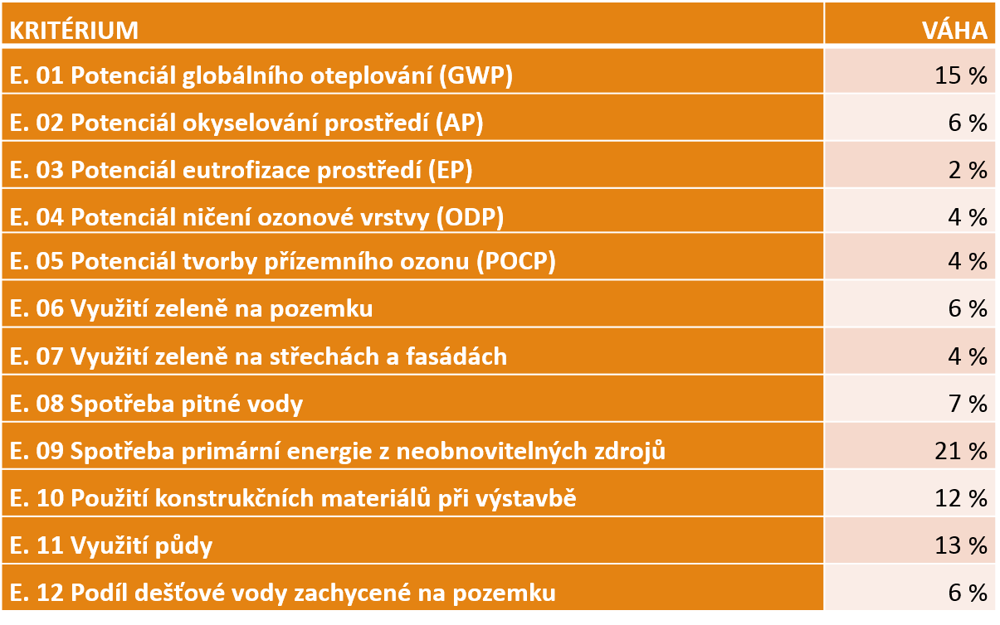 KRITÉRIUM VÁHA
E. 01 Potenciál globálního oteplování (GWP) 15 %
E. 02 Potenciál okyselování prostředí (AP) 6 %
E. 03 Potenciál eutrofizace prostředí (EP) 2 %
E. 04 Potenciál ničení ozonové vrstvy (ODP) 4 %
E. 05 Potenciál tvorby přízemního ozonu (POCP) 4 %
E. 06 Využití zeleně na pozemku 6 %
E. 07 Využití zeleně na střechách a fasádách 4 %
E. 08 Spotřeba pitné vody 7 %
E. 09 Spotřeba primární energie z neobnovitelných zdrojů 21 %
E. 10 Použití konstrukčních materiálů při výstavbě 12 %
E. 11 Využití půdy 13 %
E. 12 Podíl dešťové vody zachycené na pozemku 6 %